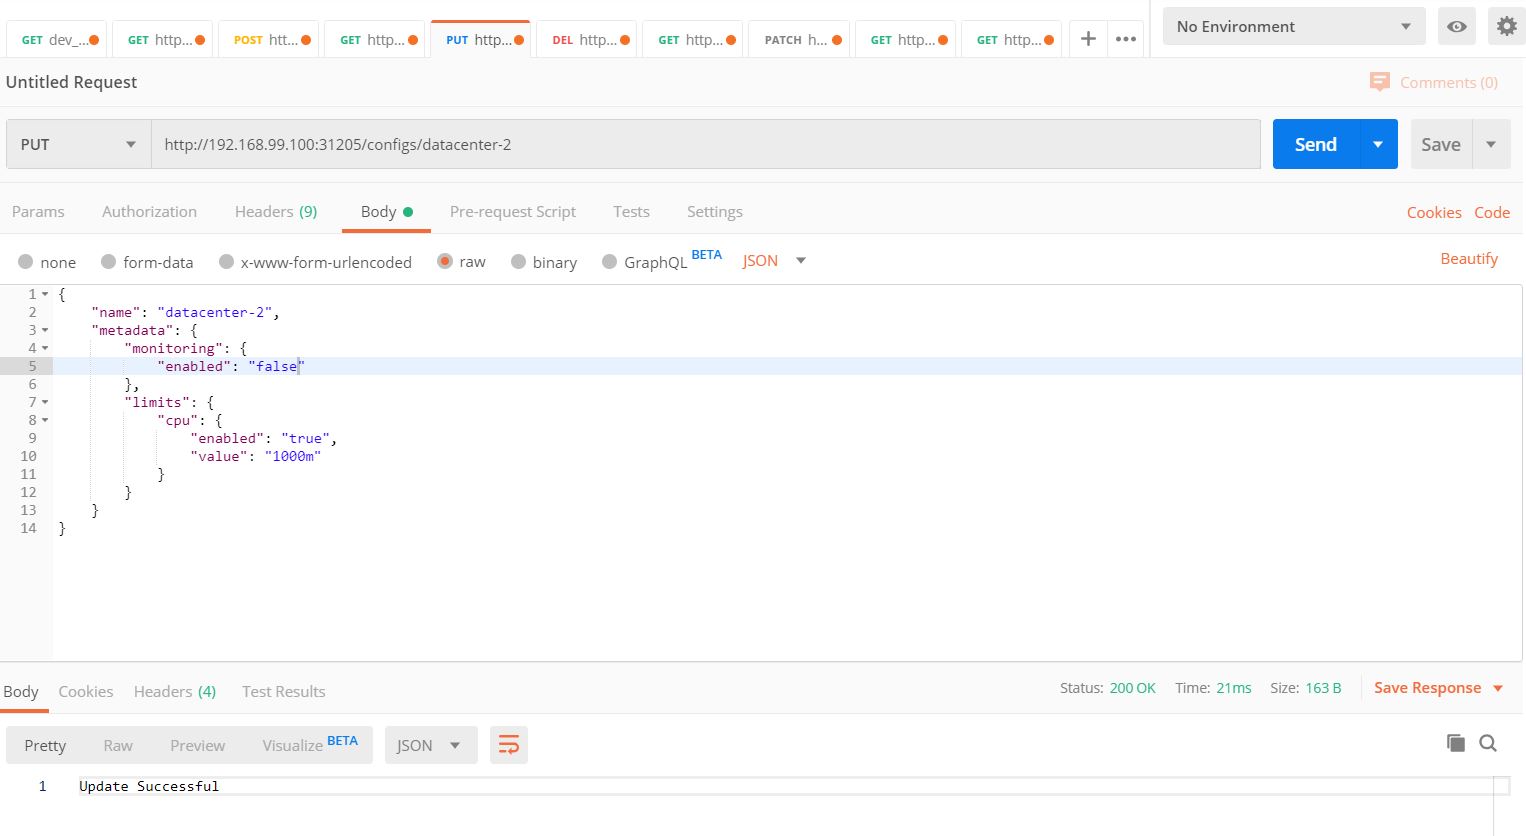 GET dev_... GET http... POST htt... GET http... PUT http... DEL http... GET http... PATCH h... GET http... GET http... No Environment
Untitled Request Comments (0)
PUT http://192.168.99.100:31205/configs/datacenter-2 Send Save
Params Authorization Headers (9) Body Pre-request Script Tests Settings Cookies Code
none form-data x-www-form-urlencoded raw binary GraphQL BETA JSON Beautify
1 {
2 "name": "datacenter-2",
3 "metadata": {
4 "monitoring": {
5 "enabled": "false"
6 },
7 "limits": {
8 "cpu": {
9 "enabled": "true",
10 "value": "1000m"
11 }
12 }
13 }
14 }
Body Cookies Headers (4) Test Results Status: 200 OK Time: 21ms Size: 163 B Save Response
Pretty Raw Preview Visualize BETA JSON
1 Update Successful